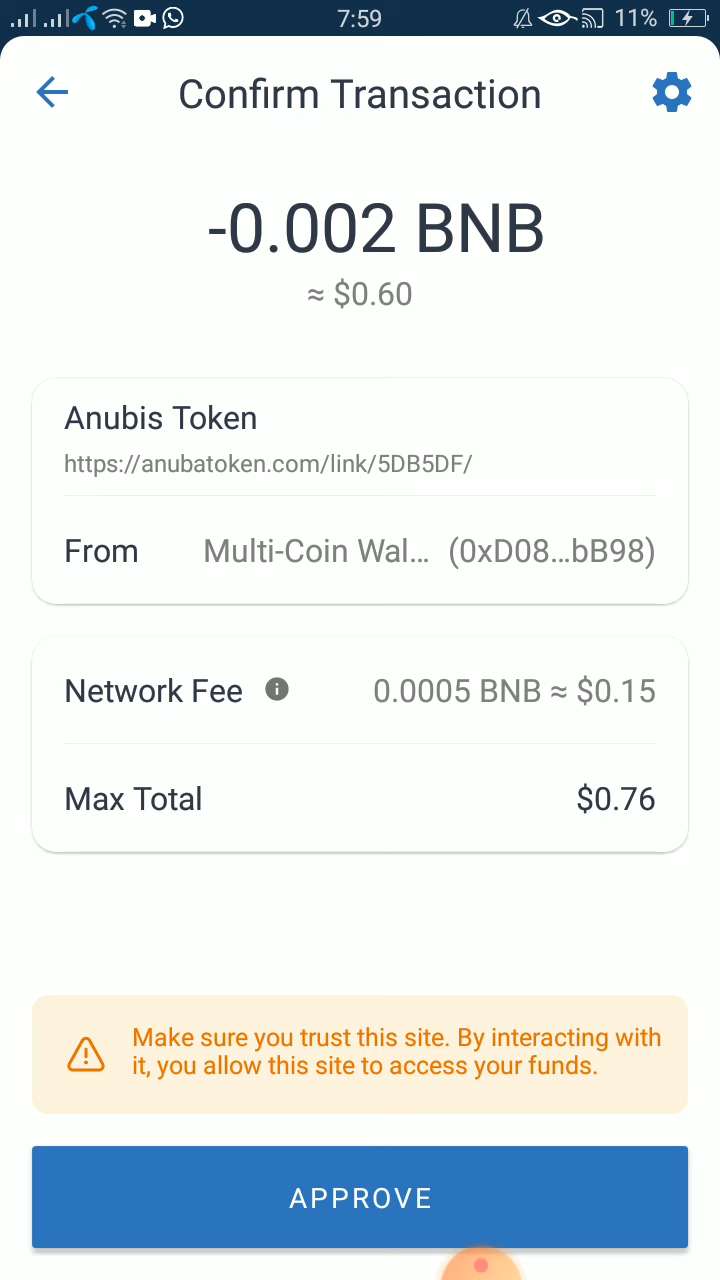 7:59
11%
Confirm Transaction
-0.002 BNB
≈ $0.60
Anubis Token
https://anubatoken.com/link/5DB5DF/
From Multi-Coin Wal... (0xD08...bB98)
Network Fee 0.0005 BNB ≈ $0.15
Max Total $0.76
Make sure you trust this site. By interacting with
it, you allow this site to access your funds.
APPROVE